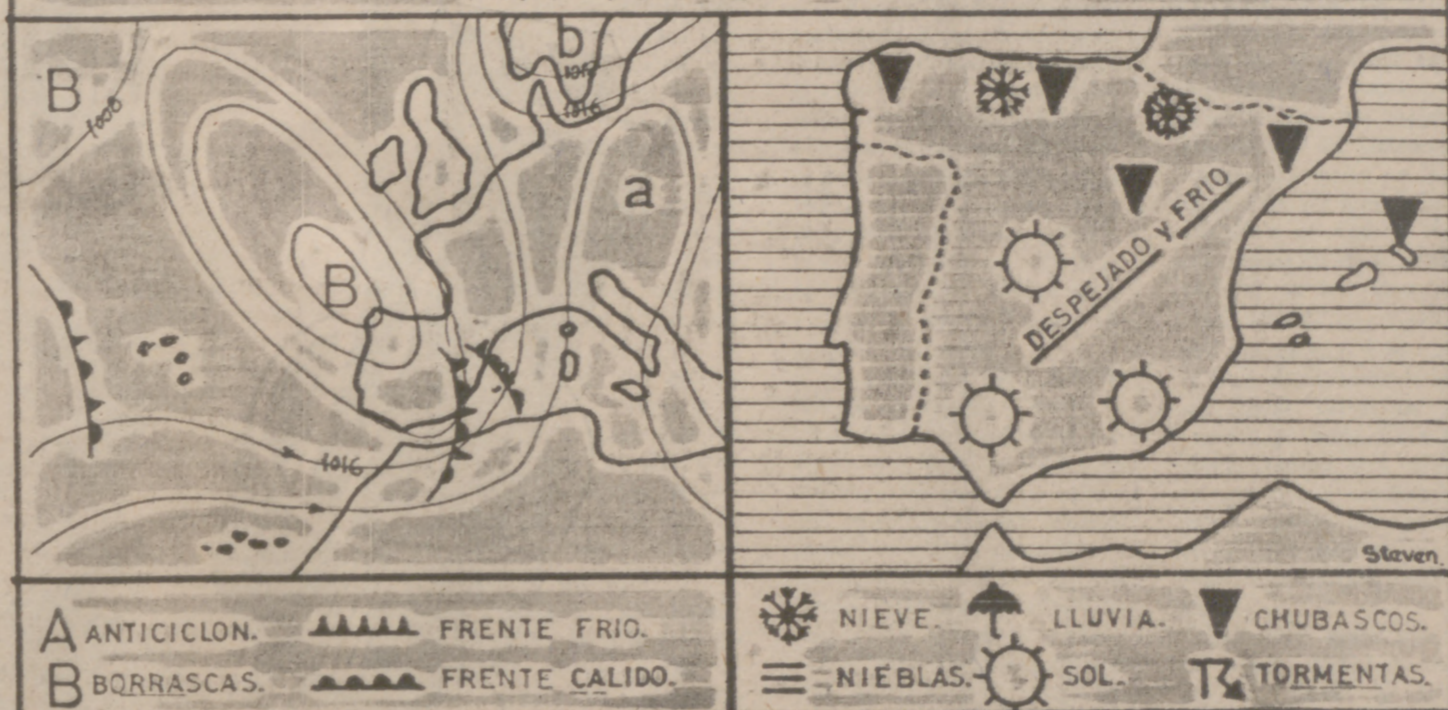 B
1008
b
1016
a
B
1016
DESPEJADO Y FRIO
Steven.
A ANTICICLON.
FRENTE FRIO.
B BORRASCAS.
FRENTE CALIDO.
NIEVE.
LLUVIA.
CHUBASCOS.
NIEBLAS.
SOL.
TORMENTAS.